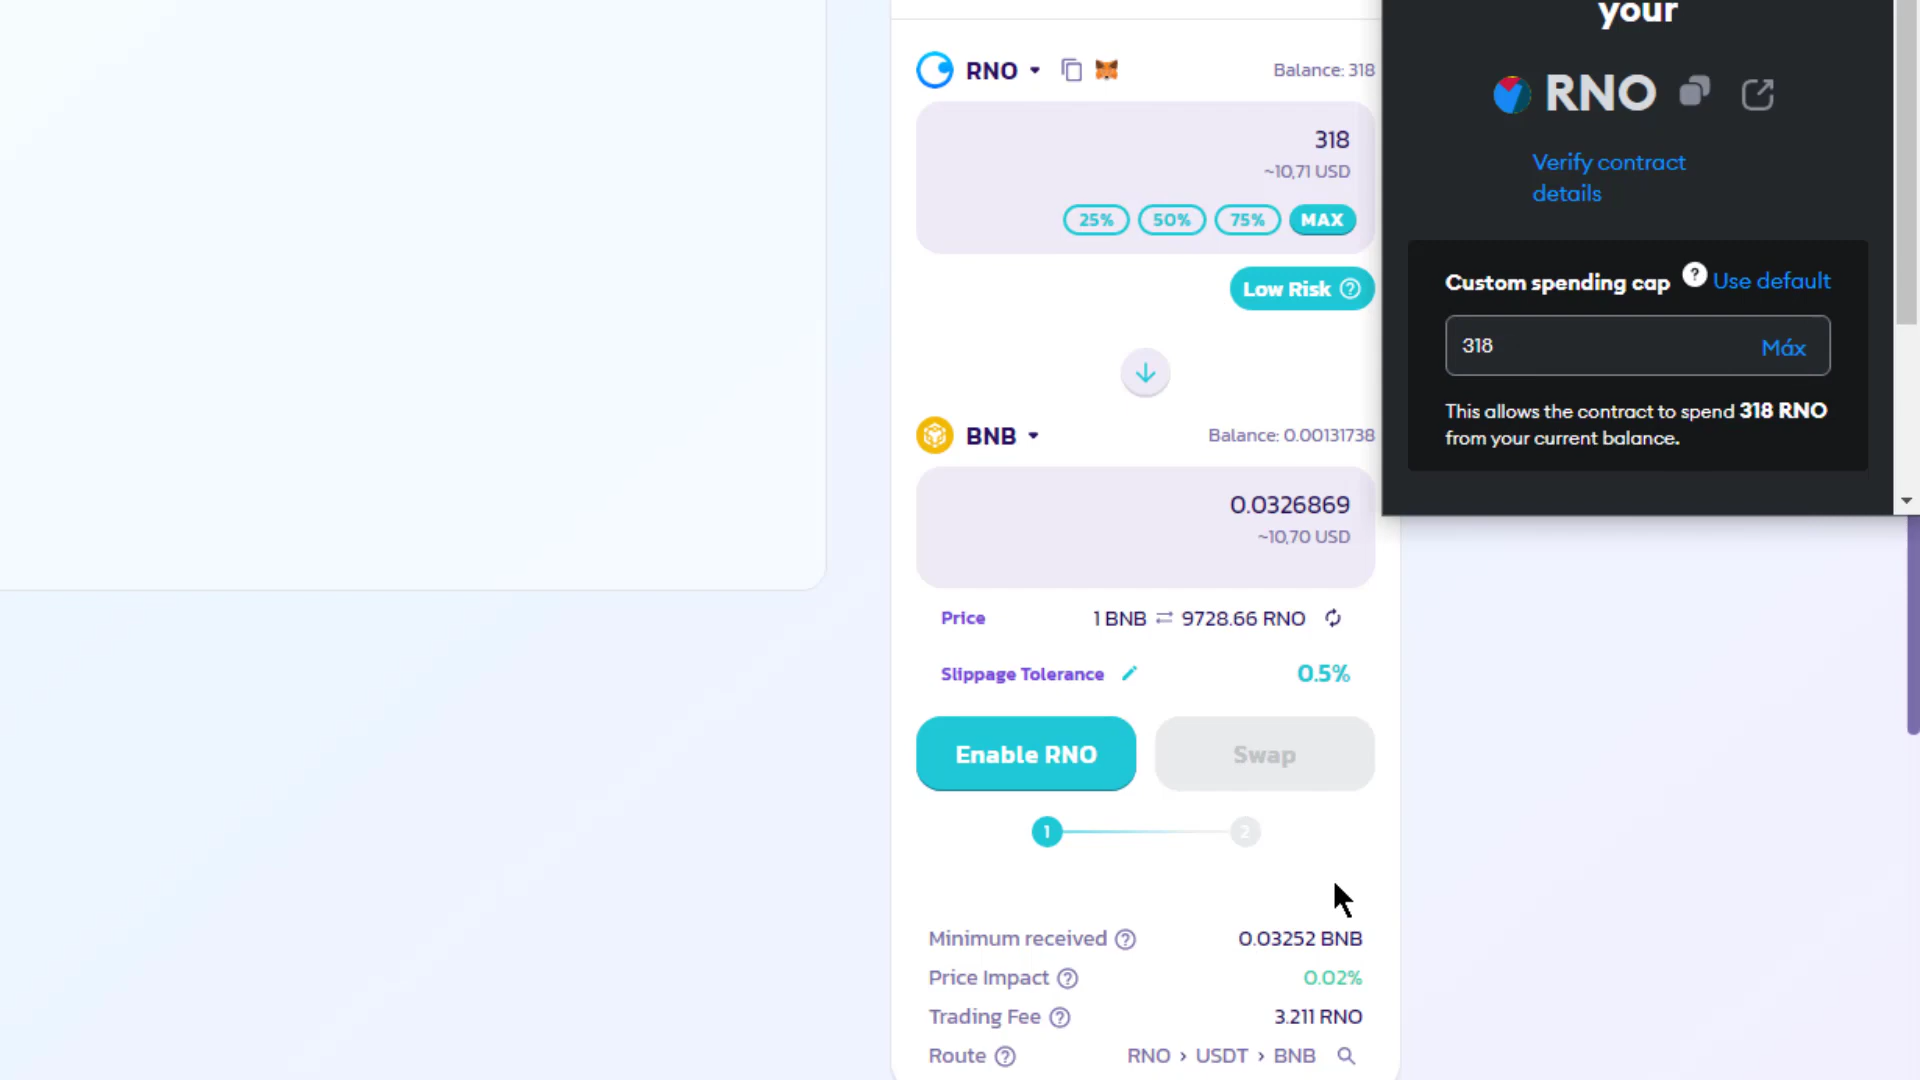 RNO
Balance: 318
318
~10,71 USD
25% 50% 75% MAX
Low Risk
BNB
Balance: 0.00131738
0.0326869
~10,70 USD
Price 1 BNB ⇄ 9728.66 RNO
Slippage Tolerance 0.5%
Enable RNO Swap
1 2
Minimum received 0.03252 BNB
Price Impact 0.02%
Trading Fee 3.211 RNO
Route RNO > USDT > BNB
your
RNO
Verify contract
details
Custom spending cap Use default
318 Máx
This allows the contract to spend 318 RNO
from your current balance.